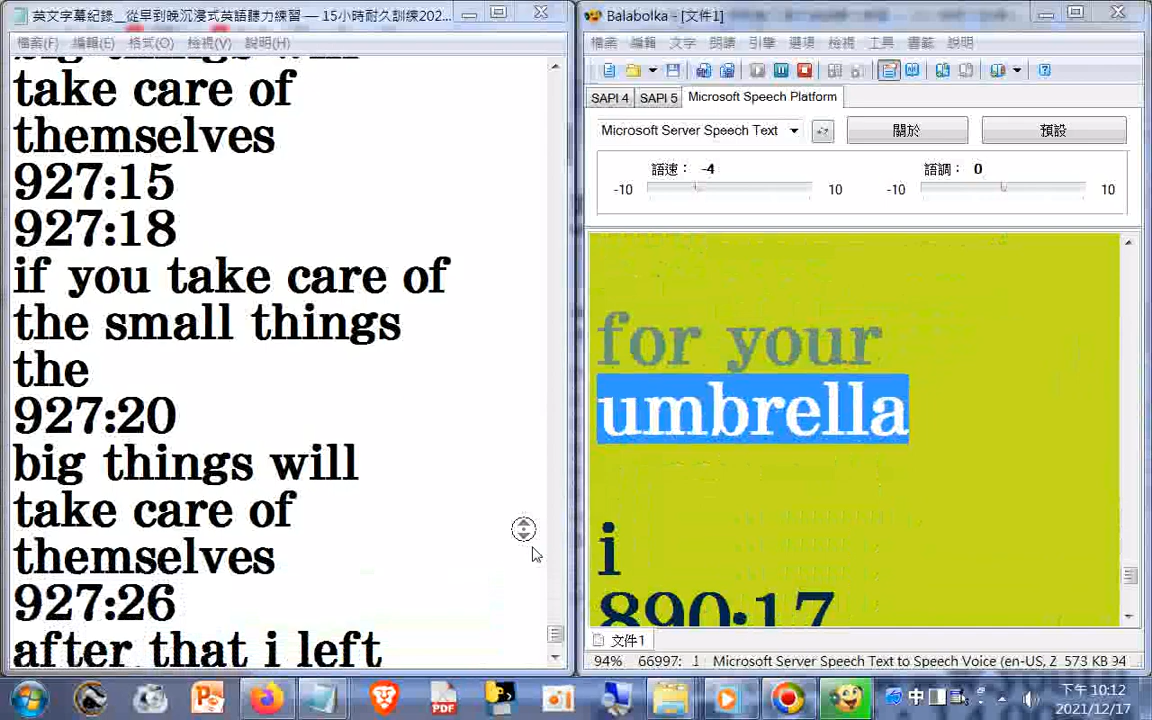 英文字幕紀錄__從早到晚沉浸式英語聽力練習 — 15小時耐久訓練202...
檔案(F) 編輯(E) 格式(O) 檢視(V) 說明(H)
big things will
take care of
themselves
927:15
927:18
if you take care of
the small things
the
927:20
big things will
take care of
themselves
927:26
after that i left
Balabolka - [文件1]
檔案 編輯 文字 朗讀 引擎 選項 檢視 工具 書籤 說明
SAPI 4 SAPI 5 Microsoft Speech Platform
Microsoft Server Speech Text 關於 預設
語速： -4 語調： 0
-10 10 -10 10
for your
umbrella
i
890:17
文件1
94% 66997: 1 Microsoft Server Speech Text to Speech Voice (en-US, Z 573 KB 94
PDF
中
下午 10:12
2021/12/17